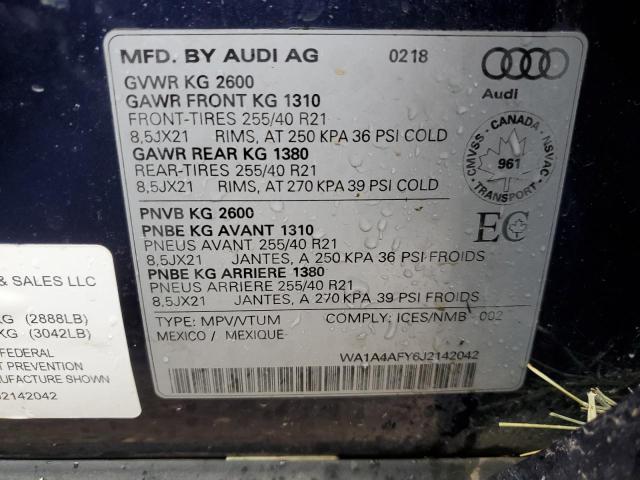 MFD. BY AUDI AG 0218
Audi
GVWR KG 2600
GAWR FRONT KG 1310
FRONT-TIRES 255/40 R21
8,5JX21 RIMS, AT 250 KPA 36 PSI COLD
GAWR REAR KG 1380
REAR-TIRES 255/40 R21
8,5JX21 RIMS, AT 270 KPA 39 PSI COLD
CMVSS - CANADA - NSVAC
961
TRANSPORT
PNVB KG 2600
PNBE KG AVANT 1310
PNEUS AVANT 255/40 R21
8,5JX21 JANTES, A 250 KPA 36 PSI FROIDS
PNBE KG ARRIERE 1380
PNEUS ARRIERE 255/40 R21
8,5JX21 JANTES, A 270 KPA 39 PSI FROIDS
EC
TYPE: MPV/VTUM COMPLY: ICES/NMB-002
MEXICO / MEXIQUE
WA1A4AFY6J2142042
& SALES LLC
KG (2888LB)
KG (3042LB)
FEDERAL
PREVENTION
MANUFACTURE SHOWN
J2142042